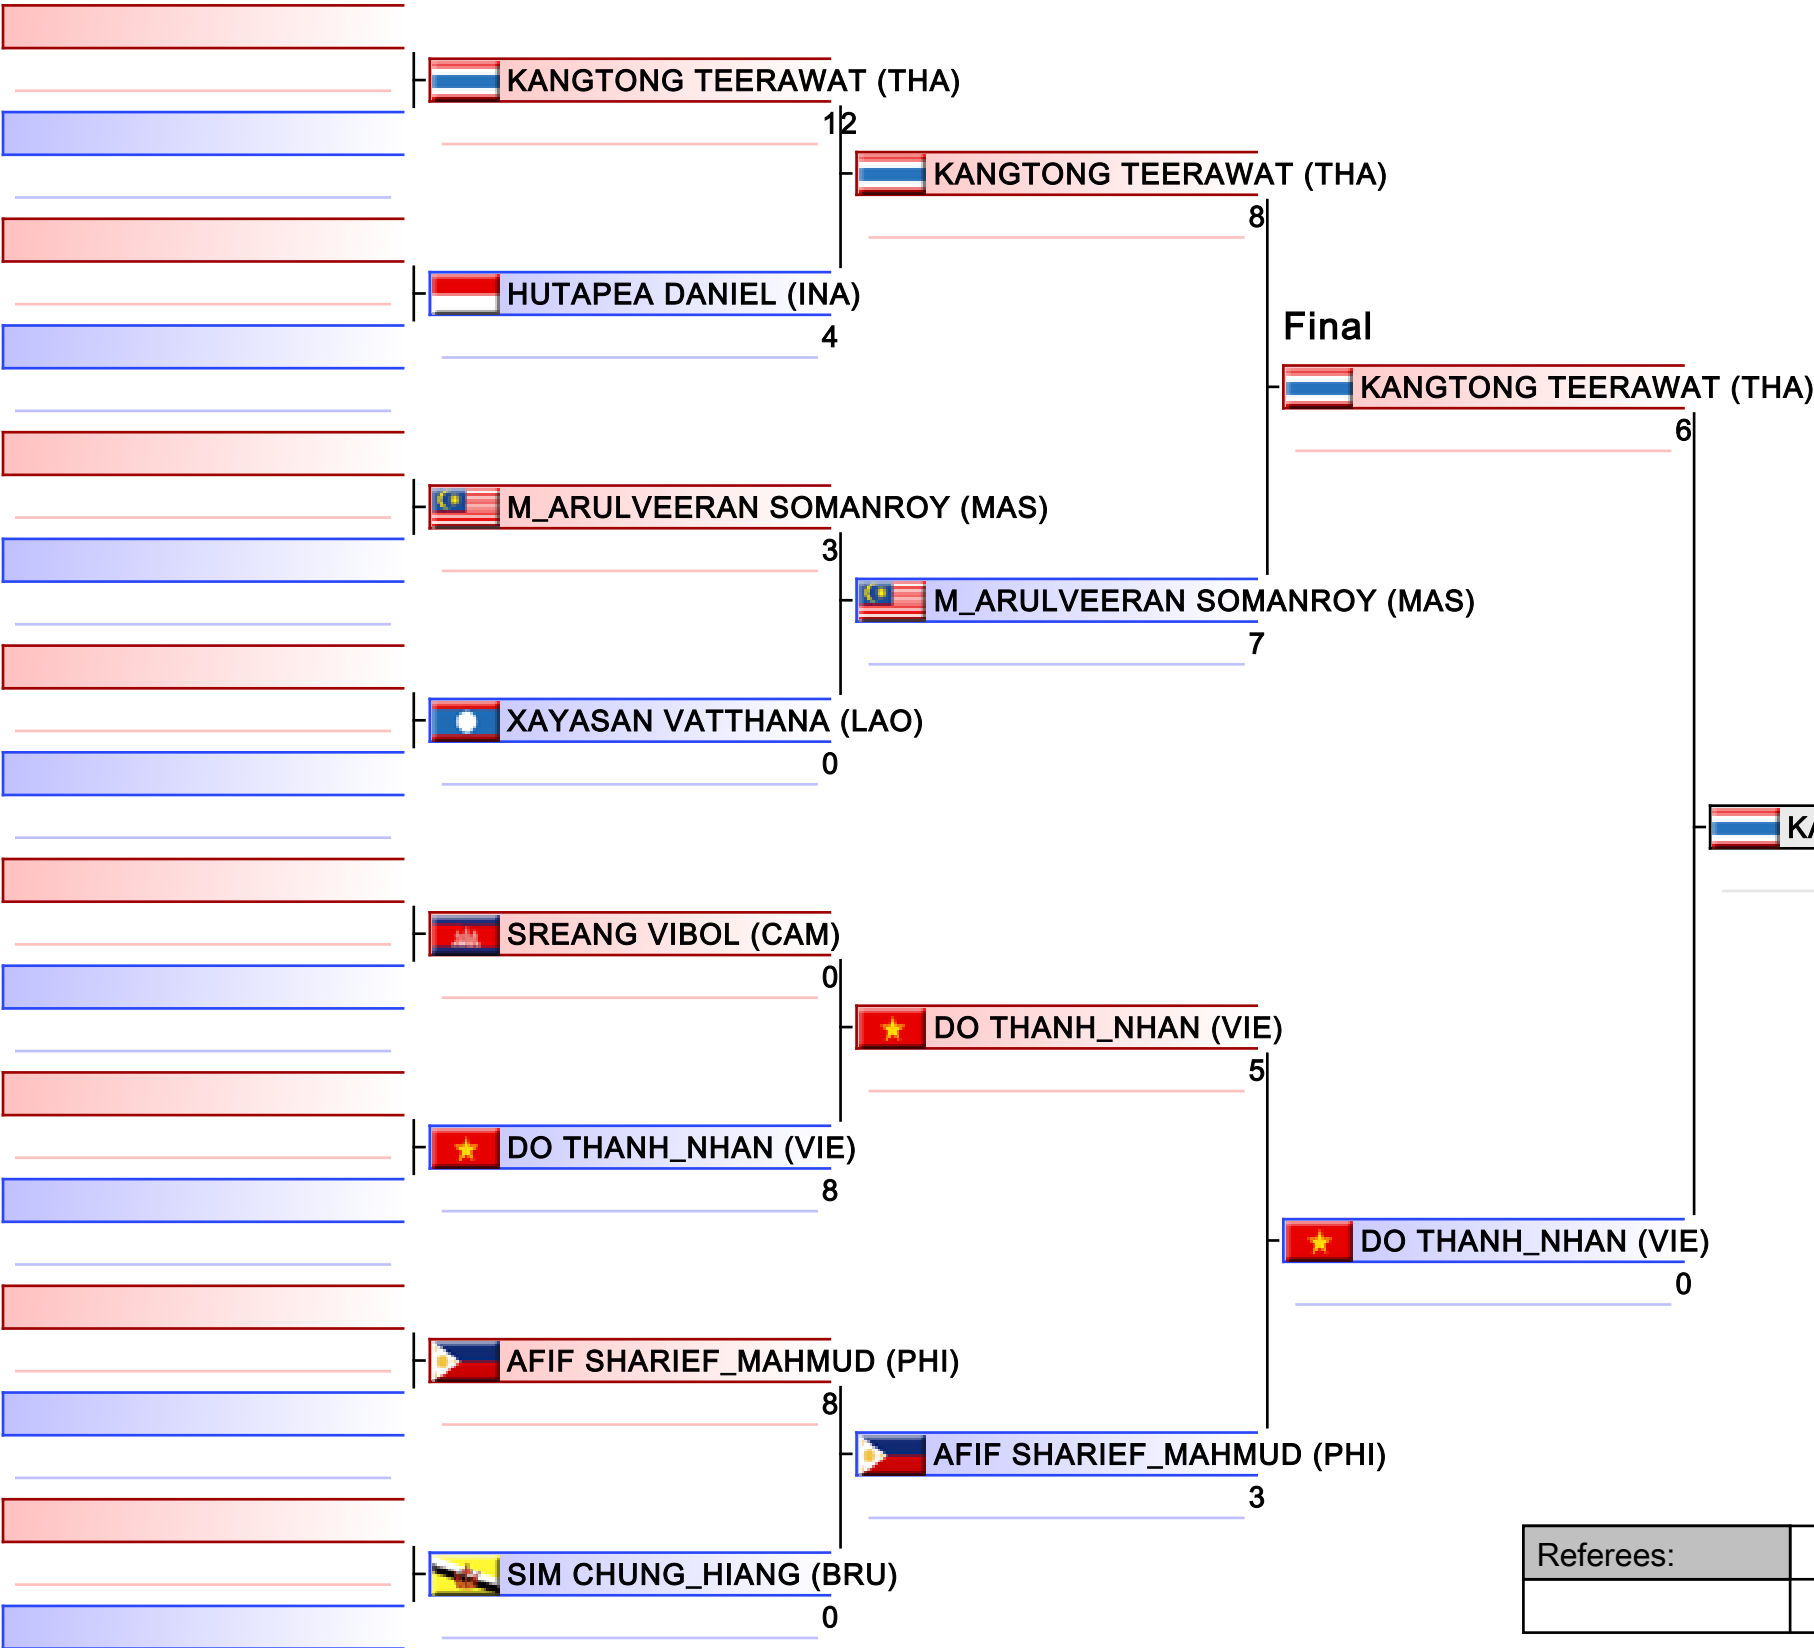 KANGTONG TEERAWAT (THA)
12
HUTAPEA DANIEL (INA)
4
M_ARULVEERAN SOMANROY (MAS)
3
XAYASAN VATTHANA (LAO)
0
SREANG VIBOL (CAM)
0
DO THANH_NHAN (VIE)
8
AFIF SHARIEF_MAHMUD (PHI)
8
SIM CHUNG_HIANG (BRU)
0
KANGTONG TEERAWAT (THA)
8
M_ARULVEERAN SOMANROY (MAS)
7
DO THANH_NHAN (VIE)
5
AFIF SHARIEF_MAHMUD (PHI)
3
Final
KANGTONG TEERAWAT (THA)
6
DO THANH_NHAN (VIE)
0
Referees: